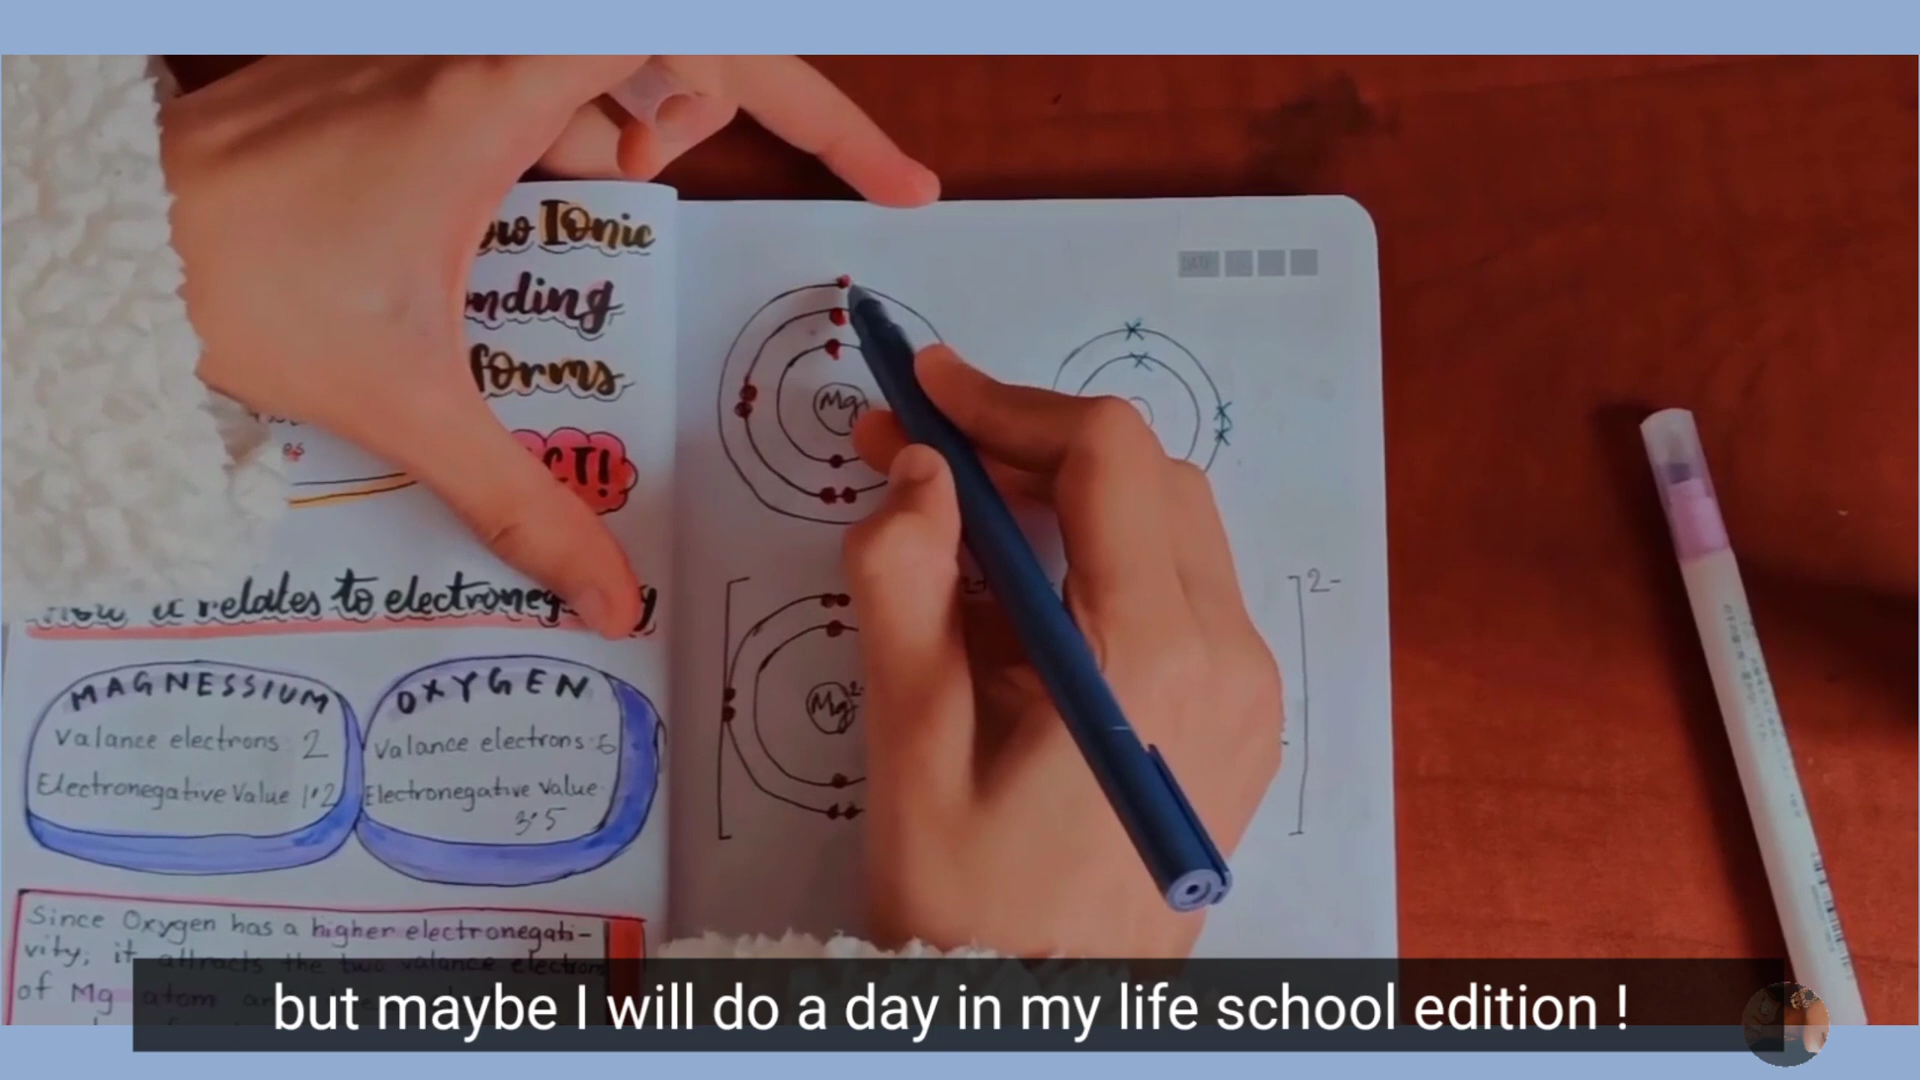 Ionic
forms
relates to
MAGNESSIUM
Valance electrons: 2
Electronegative Value 1.2
OXYGEN
Valance electrons: 6
Electronegative Value
3.5
Since Oxygen has a higher electronegati-
vity, it attracts the two valance electrons
of Mg atom
DATE
Mg
2-
Mg
but maybe I will do a day in my life school edition !